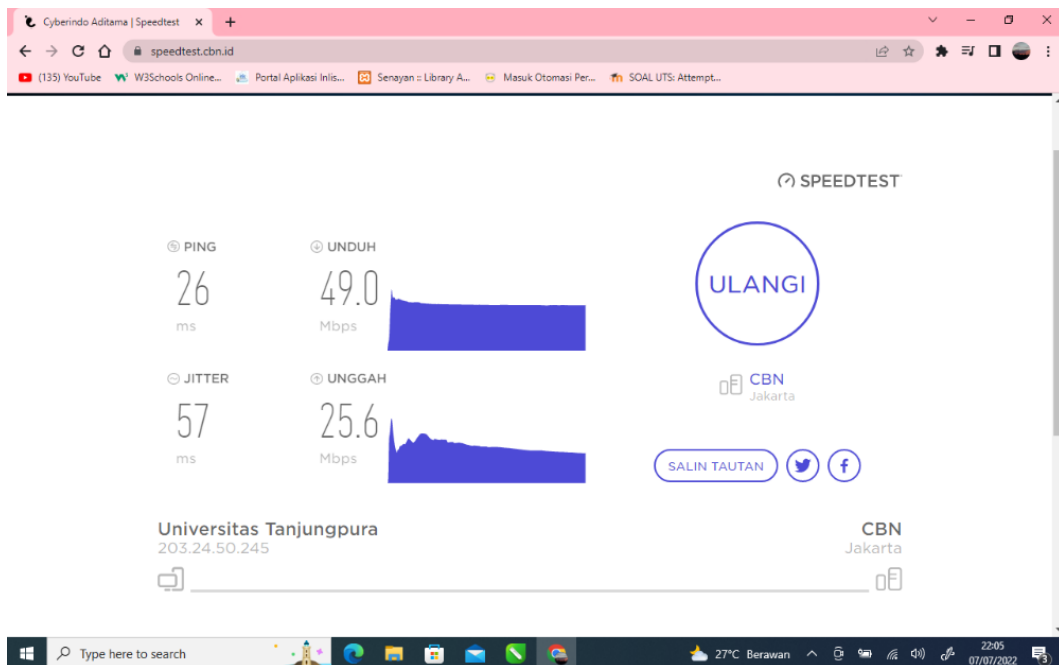 Cyberindo Aditama | Speedtest
speedtest.cbn.id
(135) YouTube W3Schools Online... Portal Aplikasi Inlis... Senayan :: Library A... Masuk Otomasi Per... SOAL UTS: Attempt...
SPEEDTEST
PING UNDUH
26 49.0
ms Mbps
ULANGI
JITTER UNGGAH
57 25.6
ms Mbps
CBN
Jakarta
SALIN TAUTAN
Universitas Tanjungpura
203.24.50.245
CBN
Jakarta
Type here to search
27°C Berawan
22:05
07/07/2022
3